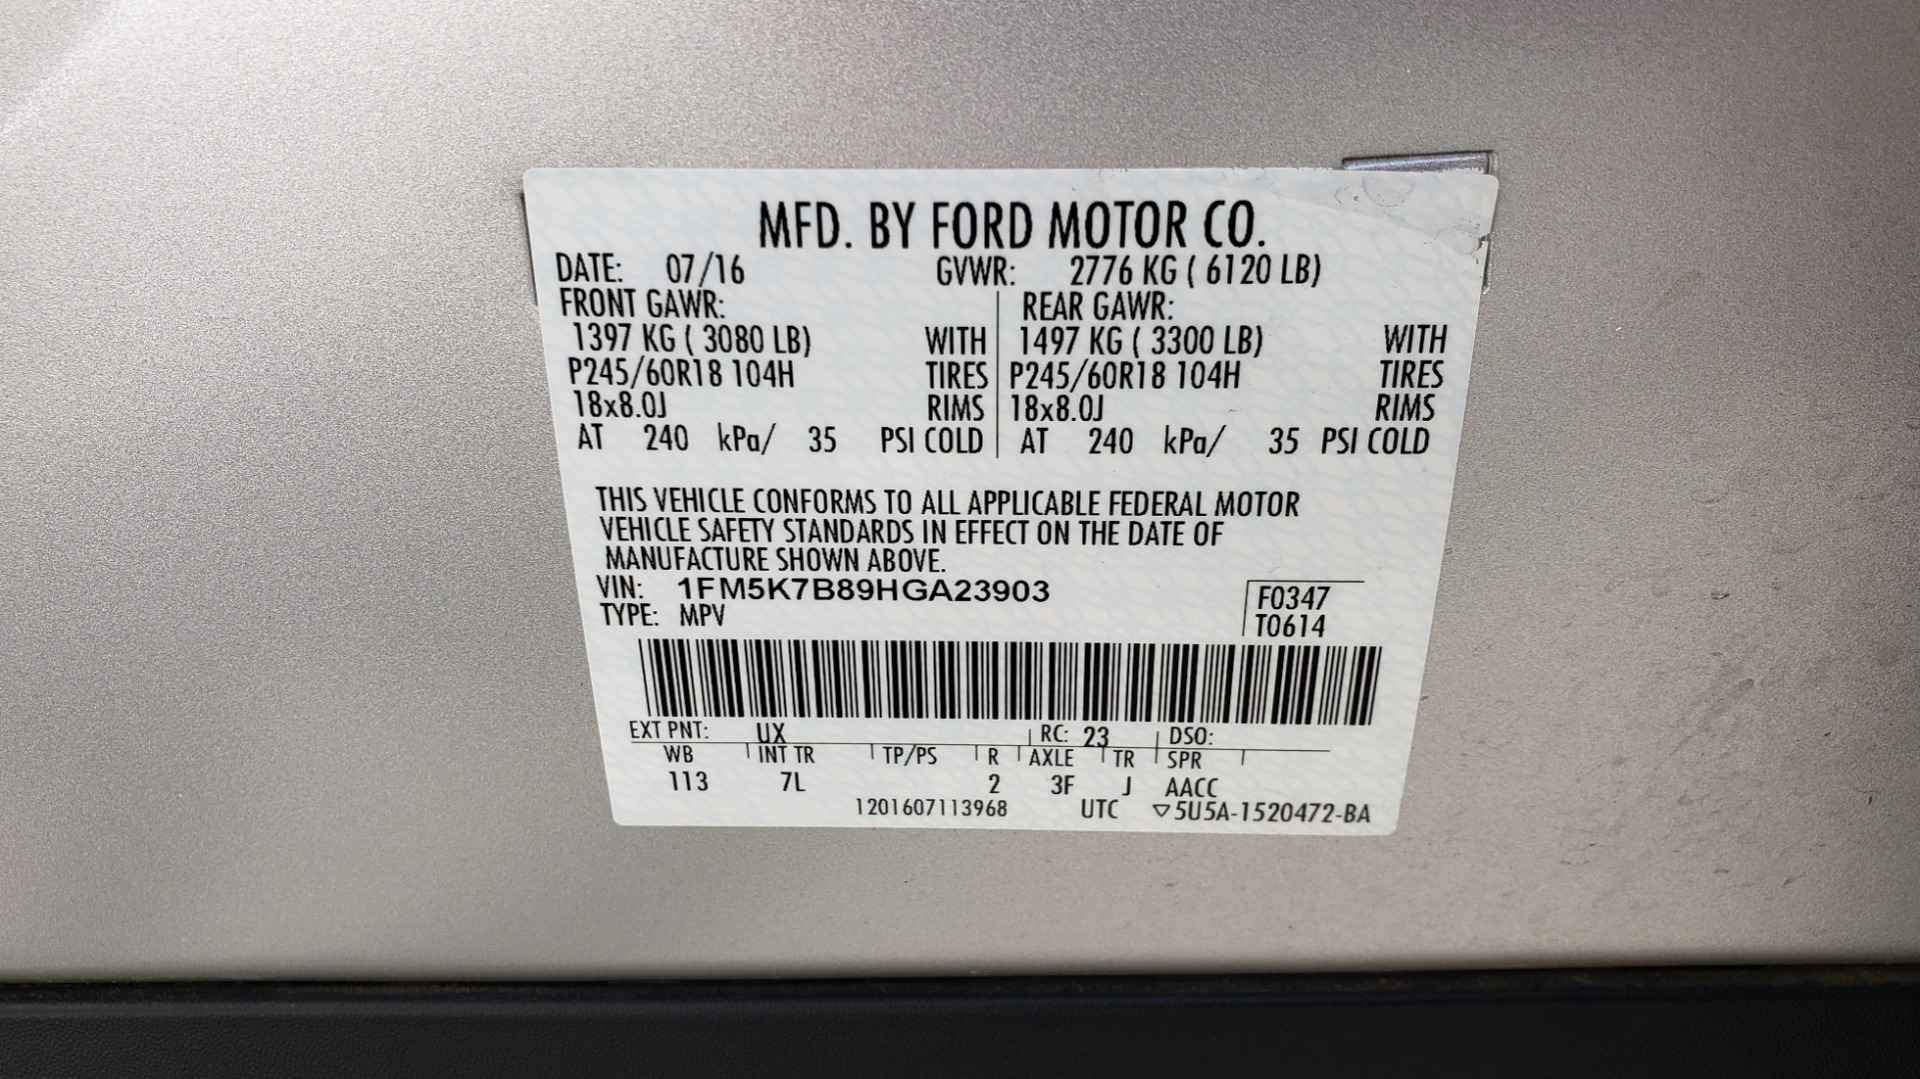 MFD. BY FORD MOTOR CO.
DATE: 07/16 GVWR: 2776 KG ( 6120 LB)
FRONT GAWR: REAR GAWR:
1397 KG ( 3080 LB) WITH 1497 KG ( 3300 LB) WITH
P245/60R18 104H TIRES P245/60R18 104H TIRES
18x8.0J RIMS 18x8.0J RIMS
AT 240 kPa/ 35 PSI COLD AT 240 kPa/ 35 PSI COLD
THIS VEHICLE CONFORMS TO ALL APPLICABLE FEDERAL MOTOR
VEHICLE SAFETY STANDARDS IN EFFECT ON THE DATE OF
MANUFACTURE SHOWN ABOVE.
VIN: 1FM5K7B89HGA23903 F0347
TYPE: MPV T0614
EXT PNT: UX RC: 23 DSO:
WB INT TR TP/PS R AXLE TR SPR
113 7L 2 3F J AACC
1201607113968 UTC ▽5U5A-1520472-BA